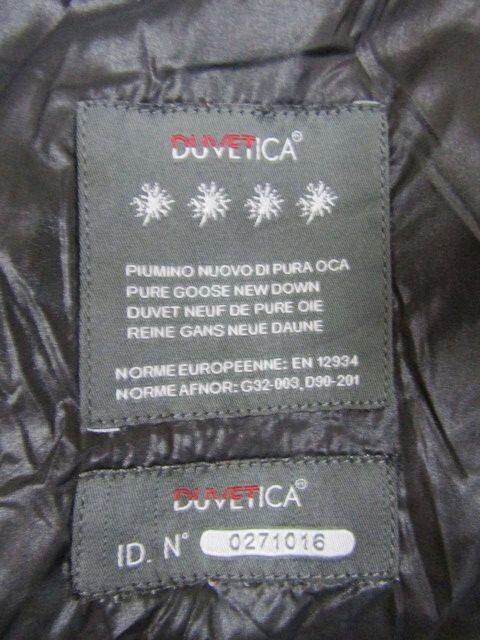 DUVETICA®
PIUMINO NUOVO DI PURA OCA
PURE GOOSE NEW DOWN
DUVET NEUF DE PURE OIE
REINE GANS NEUE DAUNE
NORME EUROPEENNE: EN 12934
NORME AFNOR: G32-003, D90-201
DUVETICA®
ID. N° 0271016